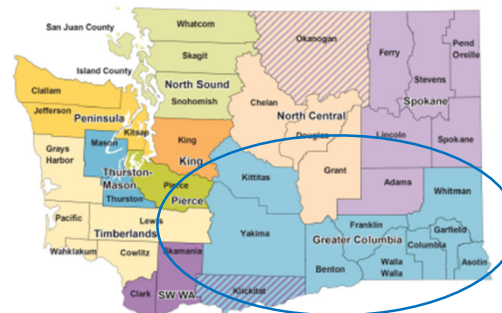 Whatcom
San Juan County
Okanogan
Skagit
Ferry
Pend
Oreille
Island County
Stevens
North Sound
Clallam
Snohomish
Chelan
Spokane
Jefferson
Peninsula
North Central
Douglas
Kitsap
King
Lincoln
Spokane
Grays
Harbor
Mason
King
Grant
Kittitas
Thurston-
Mason
Pierce
Adams
Whitman
Thurston
Pierce
Pacific
Lewis
Franklin
Garfield
Timberlands
Yakima
Greater Columbia
Columbia
Wahkiakum
Cowlitz
Skamania
Benton
Walla
Walla
Asotin
Clark
SW WA
Klickitat